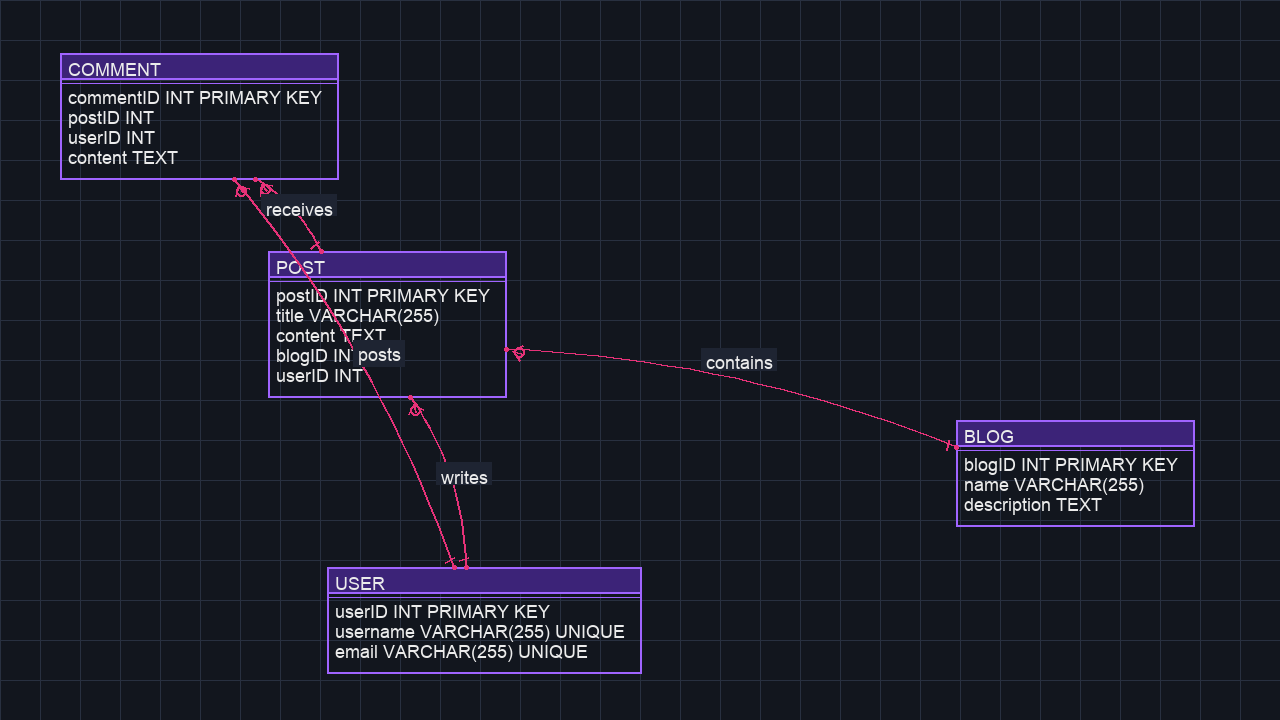 COMMENT
commentID INT PRIMARY KEY
postID INT
userID INT
content TEXT
receives
POST
postID INT PRIMARY KEY
title VARCHAR(255)
content TEXT
blogID INT
userID INT
posts
contains
BLOG
blogID INT PRIMARY KEY
name VARCHAR(255)
description TEXT
writes
USER
userID INT PRIMARY KEY
username VARCHAR(255) UNIQUE
email VARCHAR(255) UNIQUE